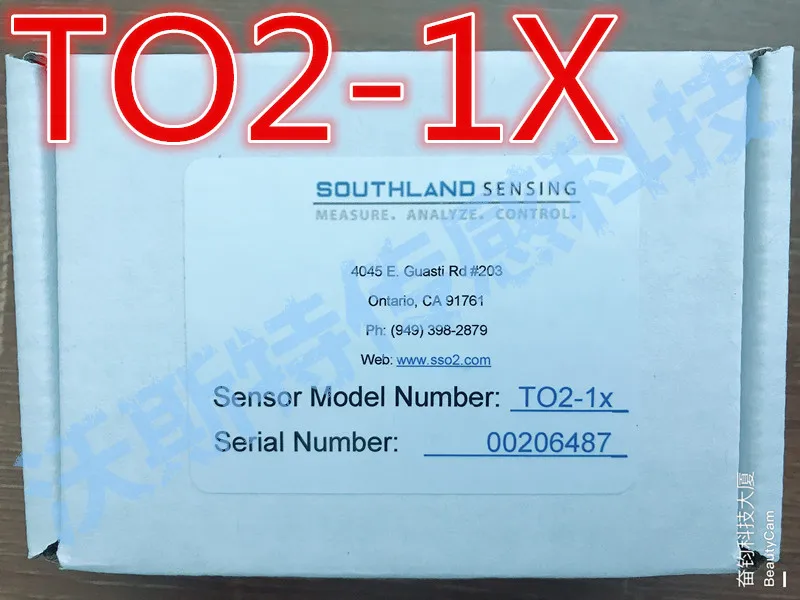 TO2-1X
SOUTHLAND SENSING
MEASURE. ANALYZE. CONTROL.
4045 E. Guasti Rd #203
Ontario, CA 91761
Ph: (949) 398-2879
Web: www.sso2.com
Sensor Model Number: TO2-1x
Serial Number: 00206487
沃斯特传感科技
奋钧科技大厦
BeautyCam